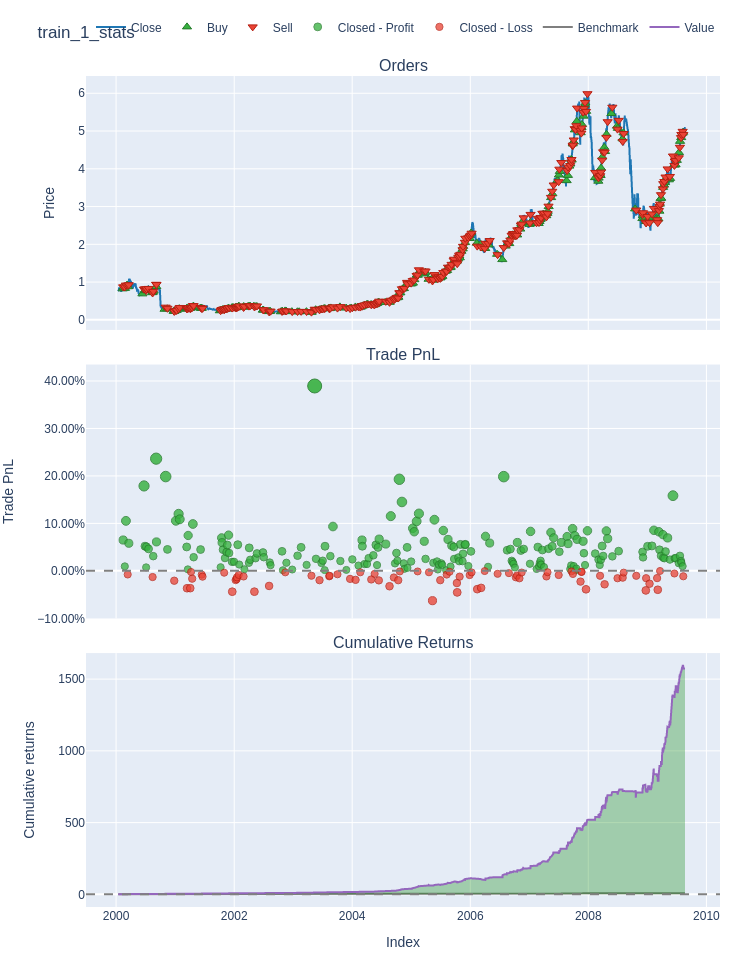 train_1_stats
Close Buy Sell Closed - Profit Closed - Loss Benchmark Value
Orders
6
5
4
3
2
1
0
Price
Trade PnL
40.00%
30.00%
20.00%
10.00%
0.00%
−10.00%
Trade PnL
Cumulative Returns
1500
1000
500
0
Cumulative returns
2000 2002 2004 2006 2008 2010
Index